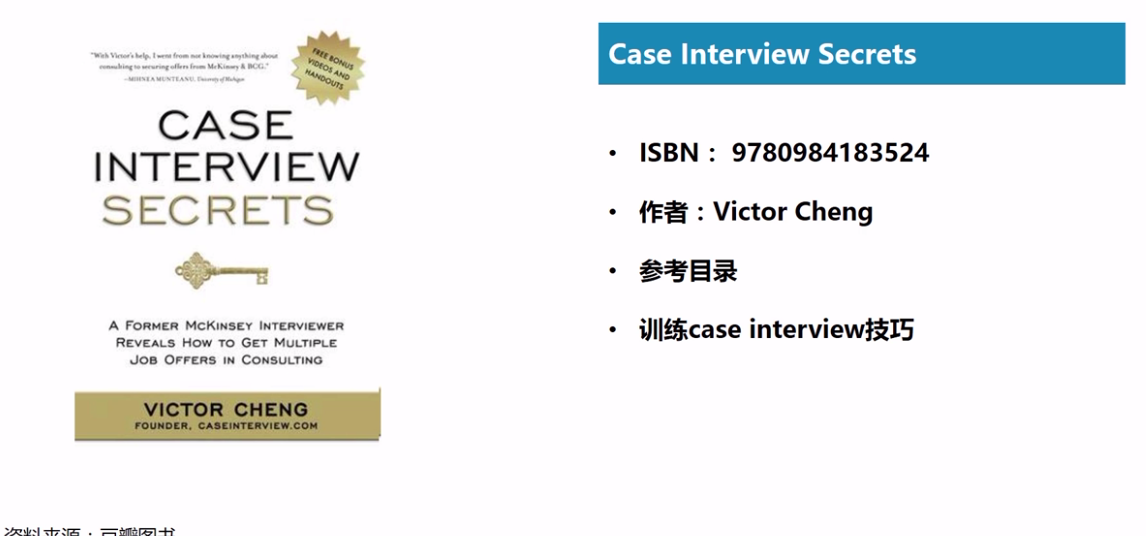 "With Victor's help, I went from not knowing anything about
consulting to securing offers from McKinsey & BCG."
—MIHNEA MUNTEANU, University of Michigan
FREE BONUS
VIDEOS AND
HANDOUTS
CASE
INTERVIEW
SECRETS
A FORMER MCKINSEY INTERVIEWER
REVEALS HOW TO GET MULTIPLE
JOB OFFERS IN CONSULTING
VICTOR CHENG
FOUNDER, CASEINTERVIEW.COM
Case Interview Secrets
• ISBN： 9780984183524
• 作者：Victor Cheng
• 参考目录
• 训练case interview技巧
资料来源：豆瓣图书